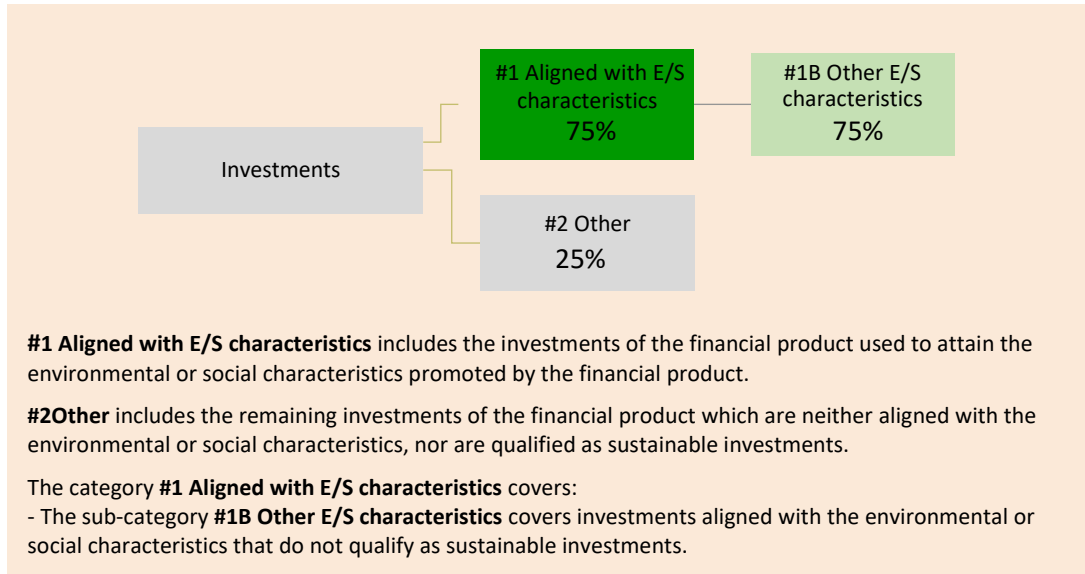 #1 Aligned with E/S
characteristics
75%
#1B Other E/S
characteristics
75%
Investments
#2 Other
25%
#1 Aligned with E/S characteristics includes the investments of the financial product used to attain the
environmental or social characteristics promoted by the financial product.
#2Other includes the remaining investments of the financial product which are neither aligned with the
environmental or social characteristics, nor are qualified as sustainable investments.
The category #1 Aligned with E/S characteristics covers:
- The sub-category #1B Other E/S characteristics covers investments aligned with the environmental or
social characteristics that do not qualify as sustainable investments.